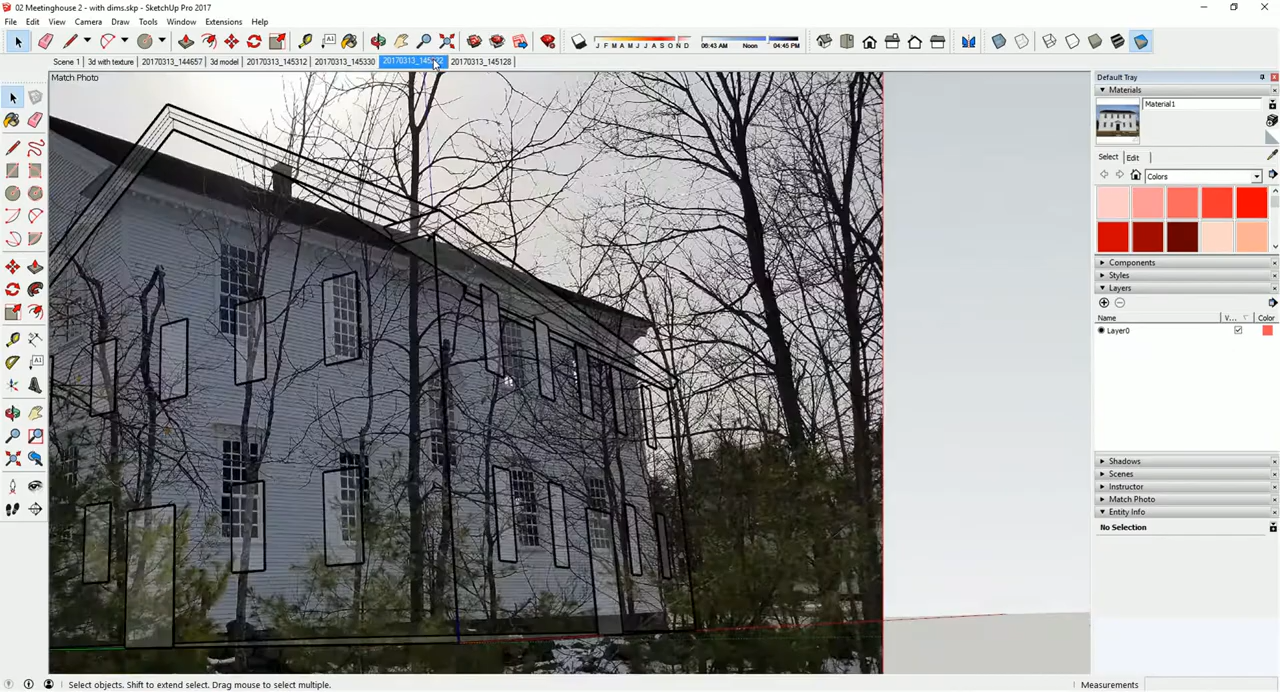 02 Meetinghouse 2 - with dims.skp - SketchUp Pro 2017
File Edit View Camera Draw Tools Window Extensions Help
J F M A M J J A S O N D 06:43 AM Noon 04:45 PM
Scene 1 3d with texture 20170313_144657 3d model 20170313_145312 20170313_145330 20170313_145128
Match Photo
Default Tray
Materials
Material1
Select Edit
Colors
Components
Styles
Layers
Name V... Color
Layer0
Shadows
Scenes
Instructor
Match Photo
Entity Info
No Selection
Select objects. Shift to extend select. Drag mouse to select multiple.
Measurements